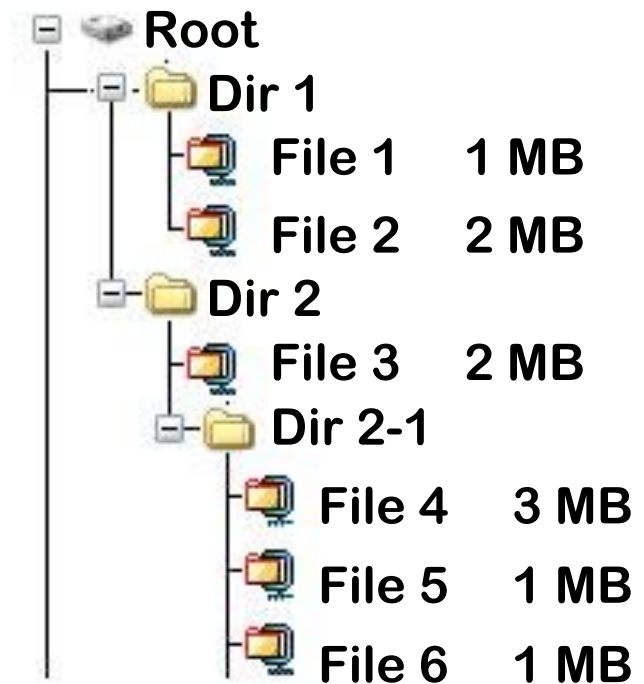 Root
Dir 1
File 1 1 MB
File 2 2 MB
Dir 2
File 3 2 MB
Dir 2-1
File 4 3 MB
File 5 1 MB
File 6 1 MB